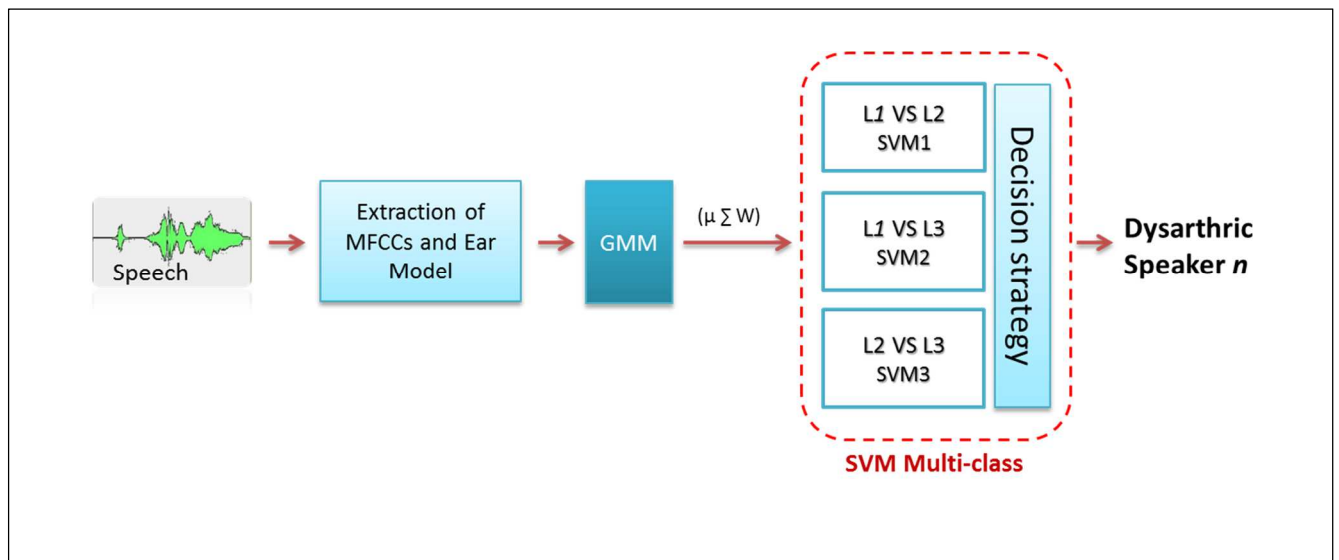 Speech
Extraction of
MFCCs and Ear
Model
GMM
(μ ∑ W)
L1 VS L2
SVM1
L1 VS L3
SVM2
L2 VS L3
SVM3
Decision strategy
SVM Multi-class
Dysarthric
Speaker n